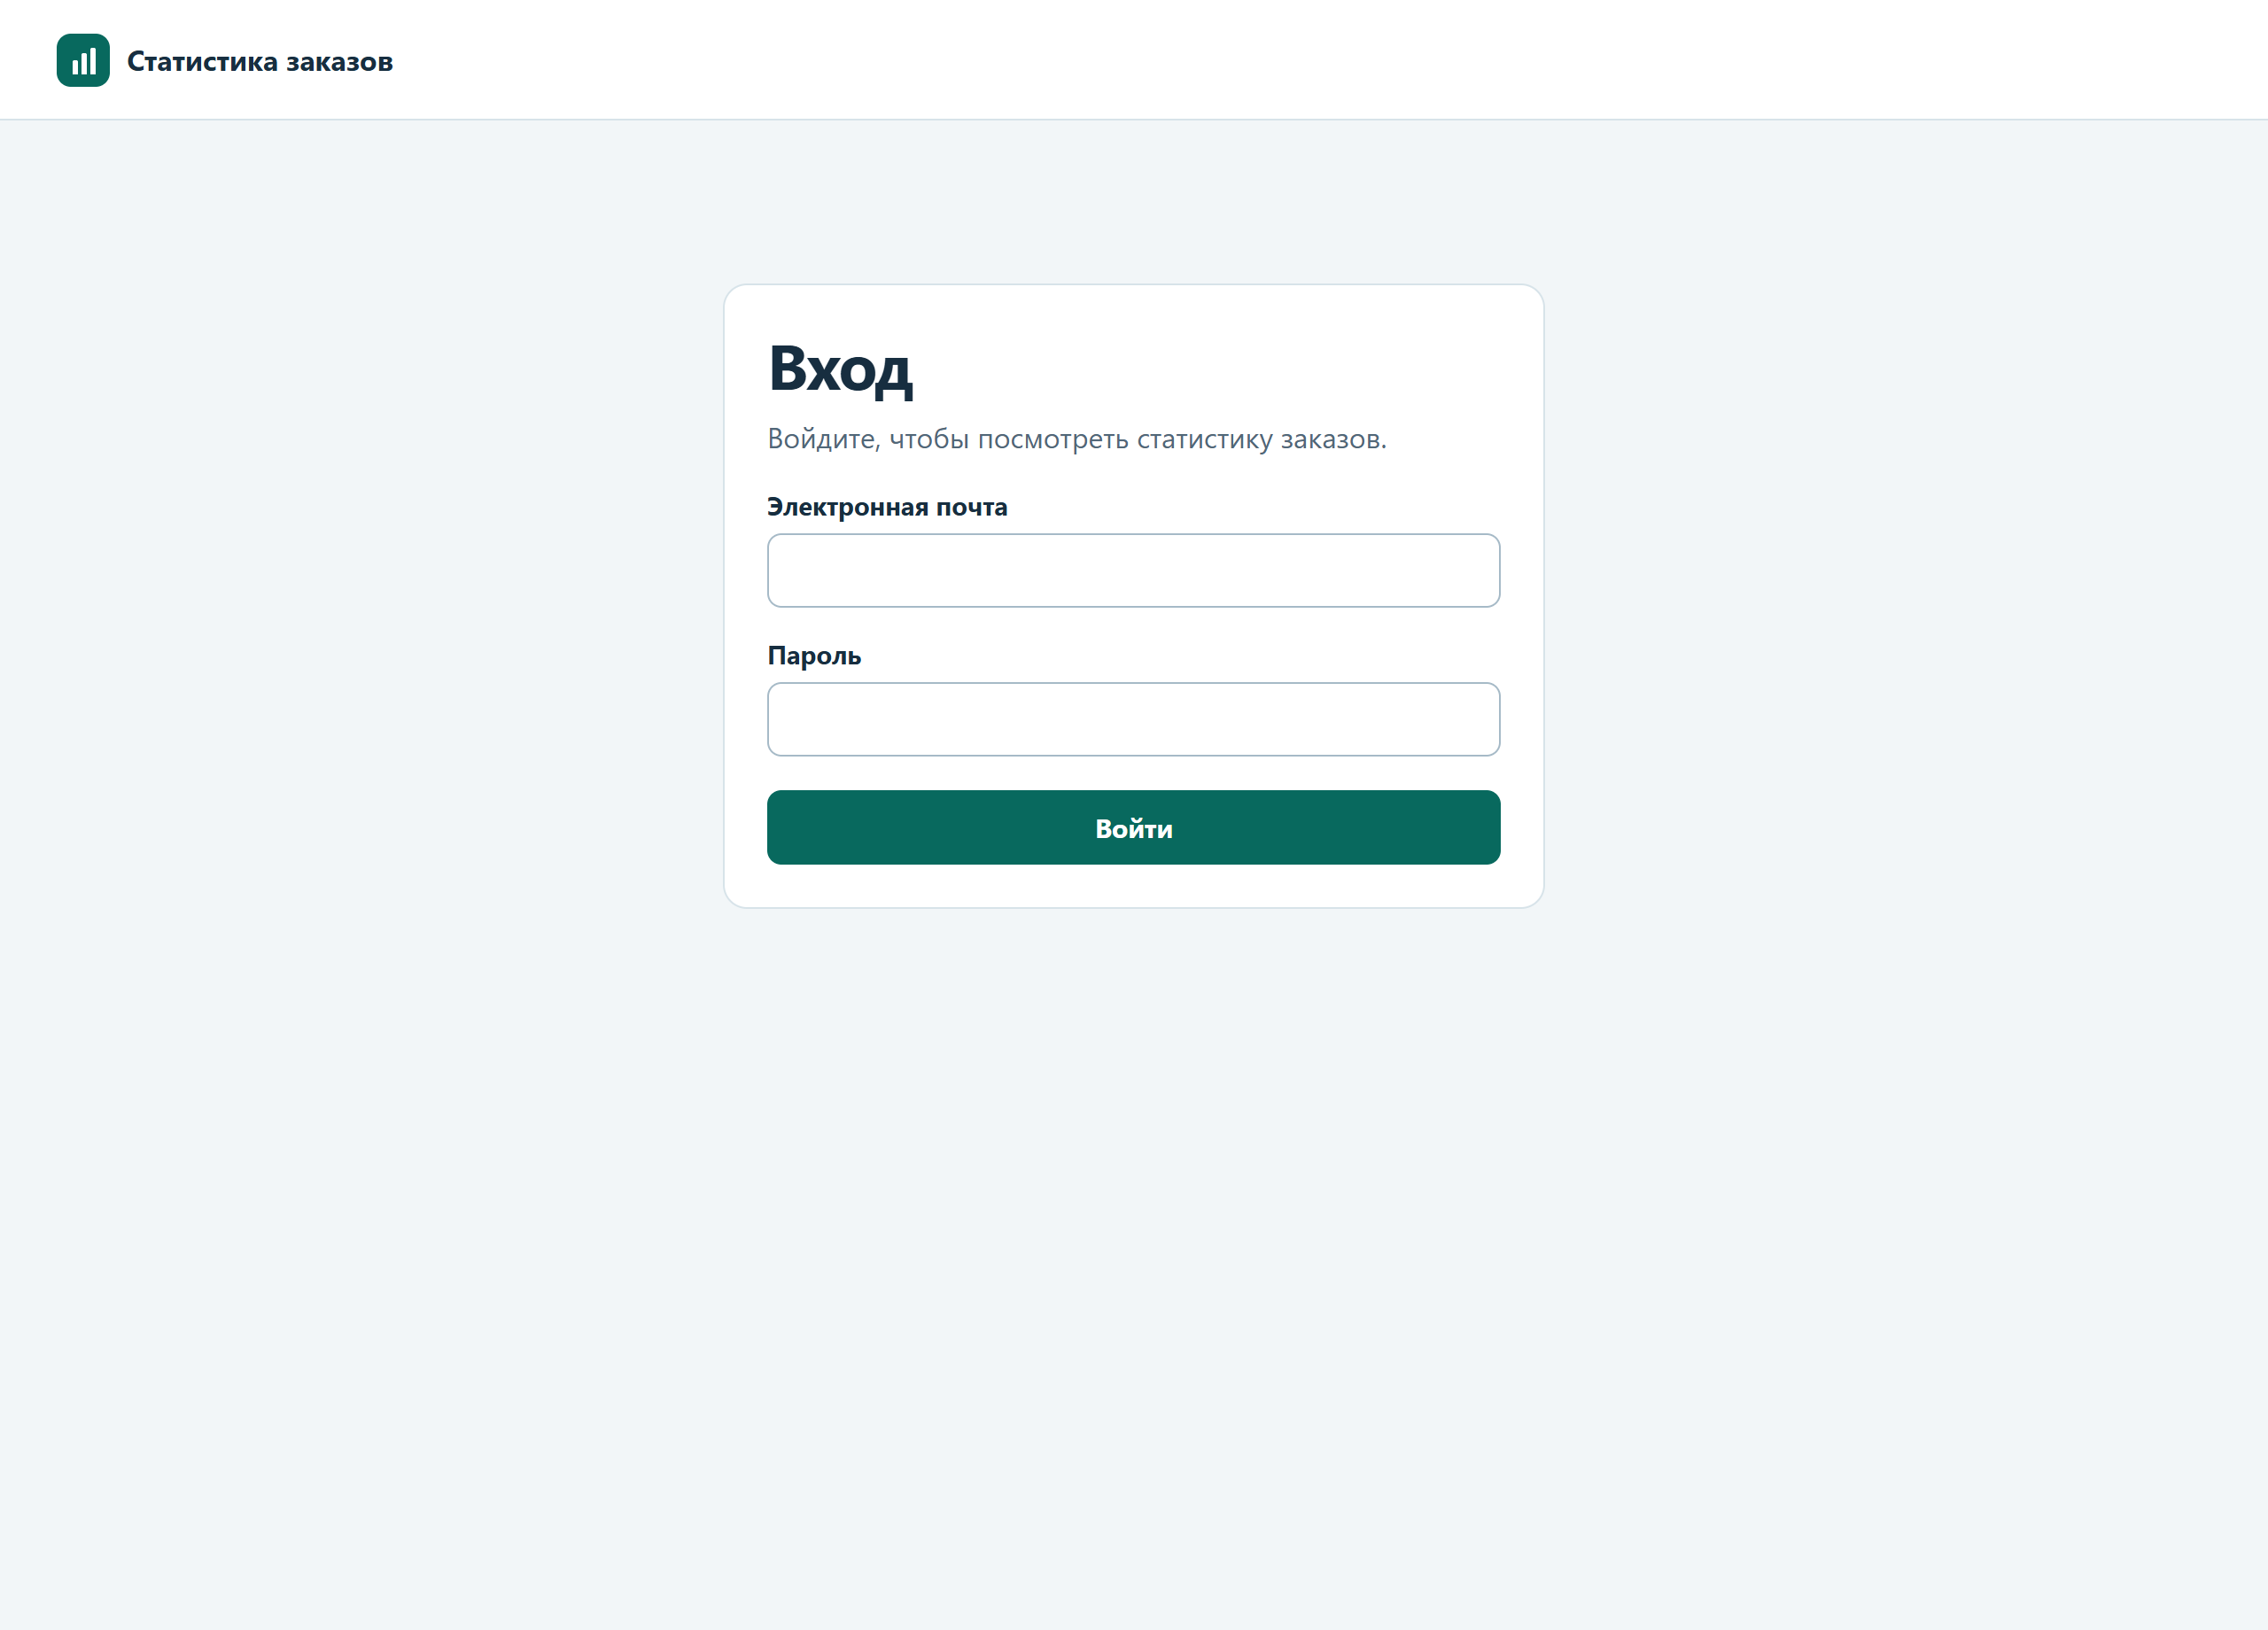 Статистика заказов
Вход
Войдите, чтобы посмотреть статистику заказов.
Электронная почта
Пароль
Войти